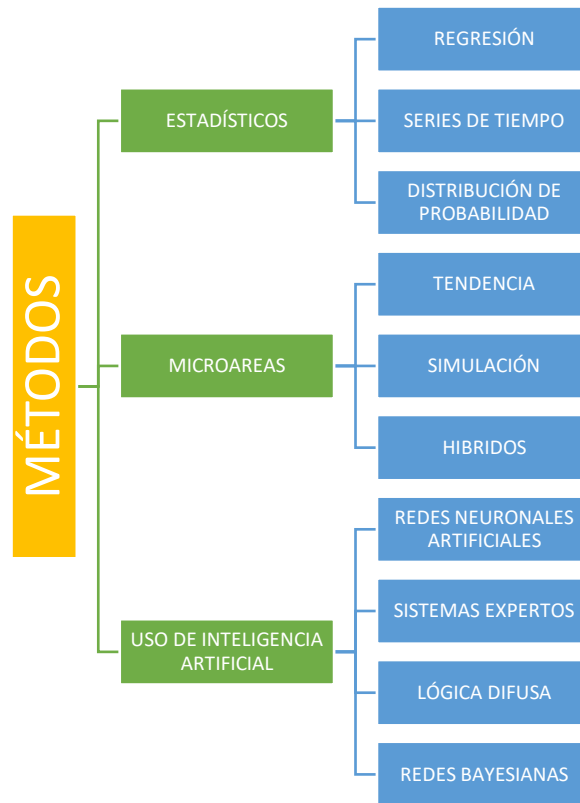 MÉTODOS
ESTADÍSTICOS
REGRESIÓN
SERIES DE TIEMPO
DISTRIBUCIÓN DE
PROBABILIDAD
MICROAREAS
TENDENCIA
SIMULACIÓN
HIBRIDOS
USO DE INTELIGENCIA
ARTIFICIAL
REDES NEURONALES
ARTIFICIALES
SISTEMAS EXPERTOS
LÓGICA DIFUSA
REDES BAYESIANAS